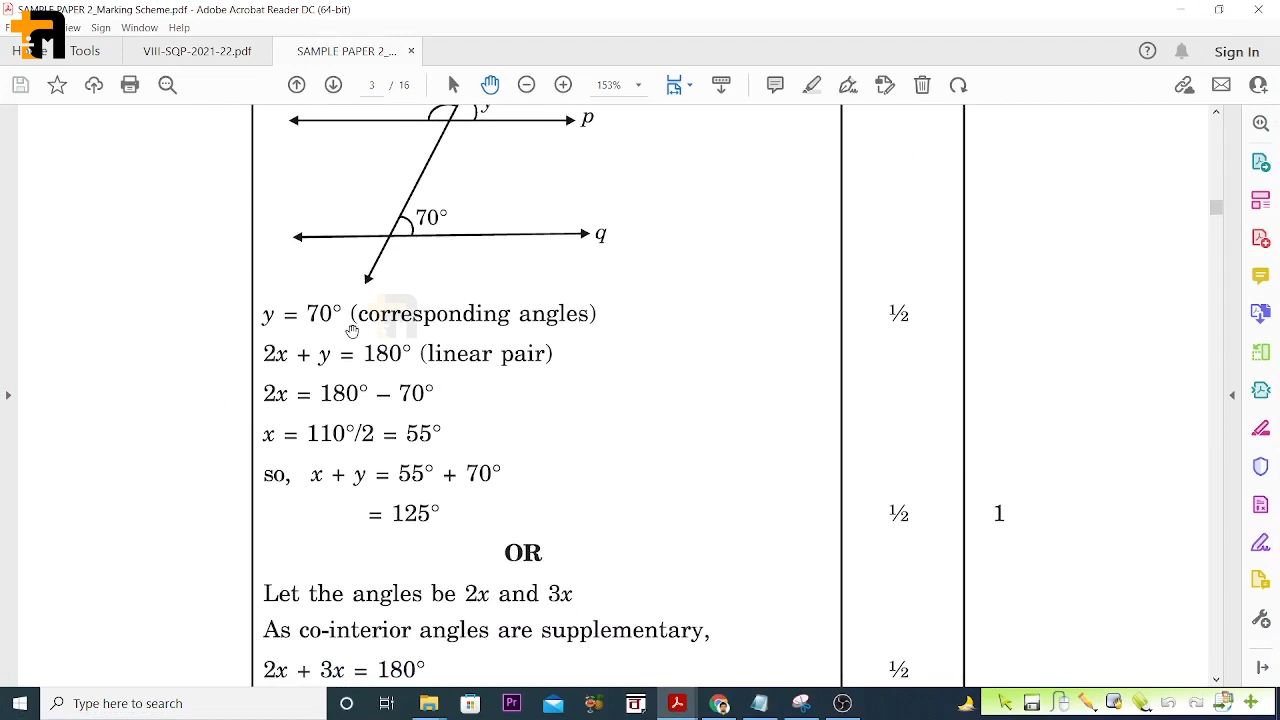 SAMPLE PAPER 2_Marking Scheme.pdf - Adobe Acrobat Reader DC (64-bit)
View Sign Window Help
Tools VIII-SQP-2021-22.pdf SAMPLE PAPER 2_... × Sign In
3 / 16 153%
y
p
70°
q
y = 70° (corresponding angles) ½
2x + y = 180° (linear pair)
2x = 180° – 70°
x = 110°/2 = 55°
so, x + y = 55° + 70°
= 125° ½ 1
OR
Let the angles be 2x and 3x
As co-interior angles are supplementary,
2x + 3x = 180° ½
Type here to search